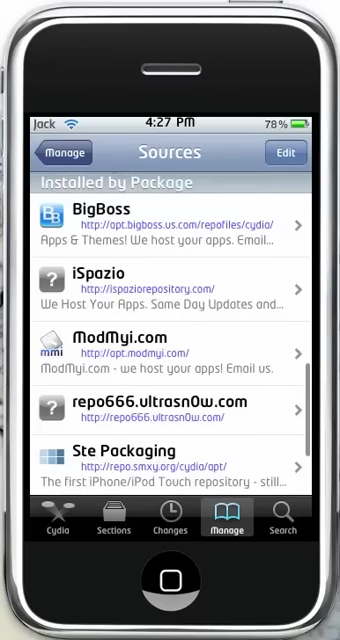 Jack 4:27 PM 78%
Manage Sources Edit
Installed by Package
BB BigBoss
http://apt.bigboss.us.com/repofiles/cydia/
Apps & Themes! We host your apps. Email...
? iSpazio
http://ispaziorepository.com/
We Host Your Apps. Same Day Updates and...
ModMyi.com
mmi http://apt.modmyi.com/
ModMyi.com - we host your apps! Email us.
? repo666.ultrasn0w.com
http://repo666.ultrasn0w.com/
Ste Packaging
http://repo.smxy.org/cydia/apt/
The first iPhone/iPod Touch repository - still...
Cydia Sections Changes Manage Search